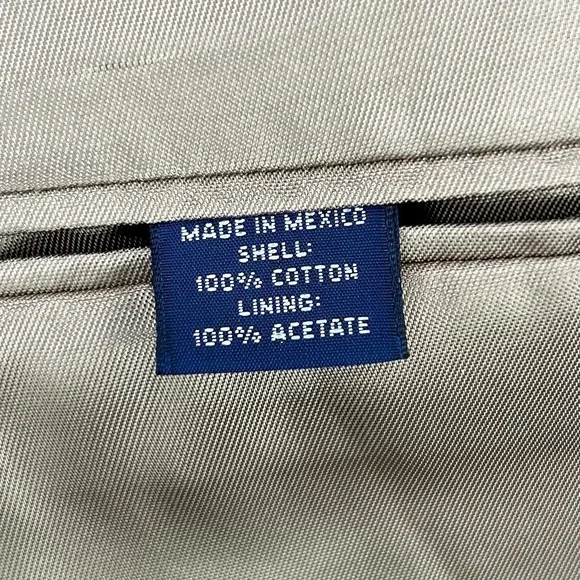 MADE IN MEXICO
SHELL:
100% COTTON
LINING:
100% ACETATE